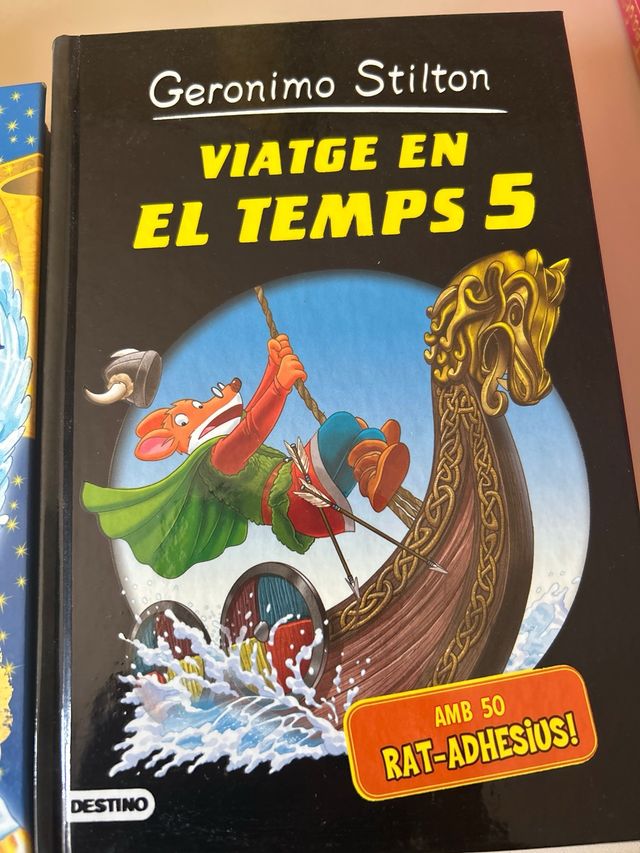 Geronimo Stilton
VIATGE EN
EL TEMPS 5
AMB 50
RAT-ADHESIUS!
DESTINO